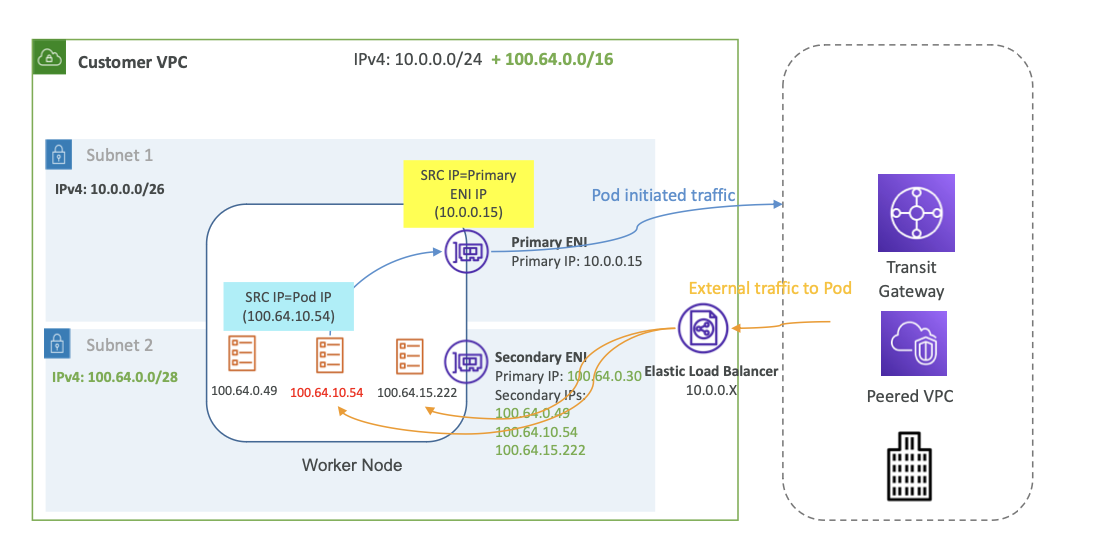 Customer VPC
IPv4: 10.0.0.0/24 + 100.64.0.0/16
Subnet 1
IPv4: 10.0.0.0/26
SRC IP=Primary
ENI IP
(10.0.0.15)
Pod initiated traffic
Primary ENI
Primary IP: 10.0.0.15
Transit
Gateway
SRC IP=Pod IP
(100.64.10.54)
External traffic to Pod
Subnet 2
IPv4: 100.64.0.0/28
100.64.0.49
100.64.10.54
100.64.15.222
Secondary ENI
Primary IP: 100.64.0.30
Secondary IPs:
100.64.0.49
100.64.10.54
100.64.15.222
Elastic Load Balancer
10.0.0.X
Peered VPC
Worker Node